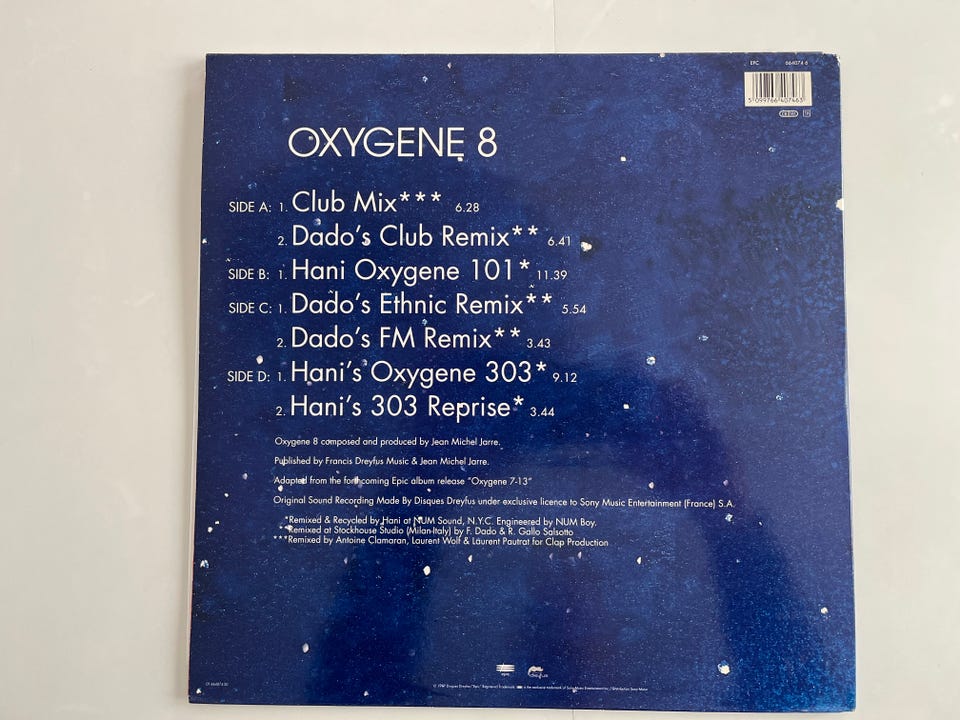 EPC 664074 6
5 099766 407463
OXYGENE 8
SIDE A: 1. Club Mix*** 6.28
2. Dado's Club Remix** 6.41
SIDE B: 1. Hani Oxygene 101* 11.39
SIDE C: 1. Dado's Ethnic Remix** 5.54
2. Dado's FM Remix** 3.43
SIDE D: 1. Hani's Oxygene 303* 9.12
2. Hani's 303 Reprise* 3.44
Oxygene 8 composed and produced by Jean Michel Jarre.
Published by Francis Dreyfus Music & Jean Michel Jarre.
Adapted from the forthcoming Epic album release "Oxygene 7-13"
Original Sound Recording Made By Disques Dreyfus under exclusive licence to Sony Music Entertainment (France) S.A.
*Remixed & Recycled by Hani at NUM Sound, N.Y.C. Engineered by NUM Boy.
**Remixed at Stockhouse Studio (Milan-Italy) by F. Dado & R. Gallo Salsotto
***Remixed by Antoine Clamaran, Laurent Wolf & Laurent Pautrat for Clap Production